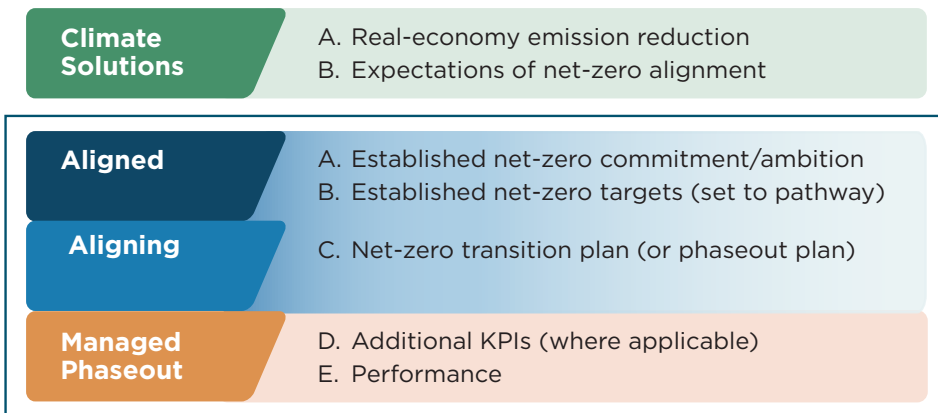 Climate
Solutions
A. Real-economy emission reduction
B. Expectations of net-zero alignment
Aligned
A. Established net-zero commitment/ambition
B. Established net-zero targets (set to pathway)
Aligning
C. Net-zero transition plan (or phaseout plan)
Managed
Phaseout
D. Additional KPIs (where applicable)
E. Performance